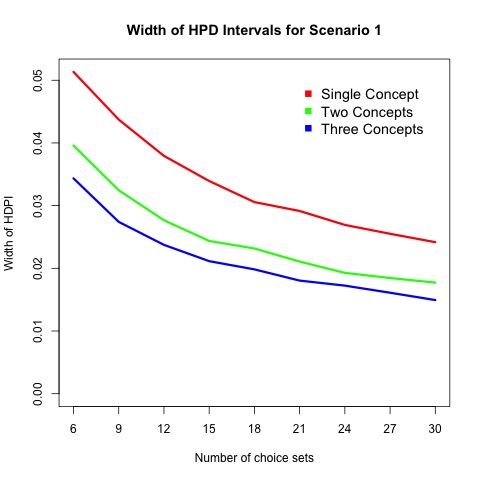 Width of HPD Intervals for Scenario 1
Width of HDPI
0.05
0.04
0.03
0.02
0.01
0.00
Single Concept
Two Concepts
Three Concepts
6 9 12 15 18 21 24 27 30
Number of choice sets